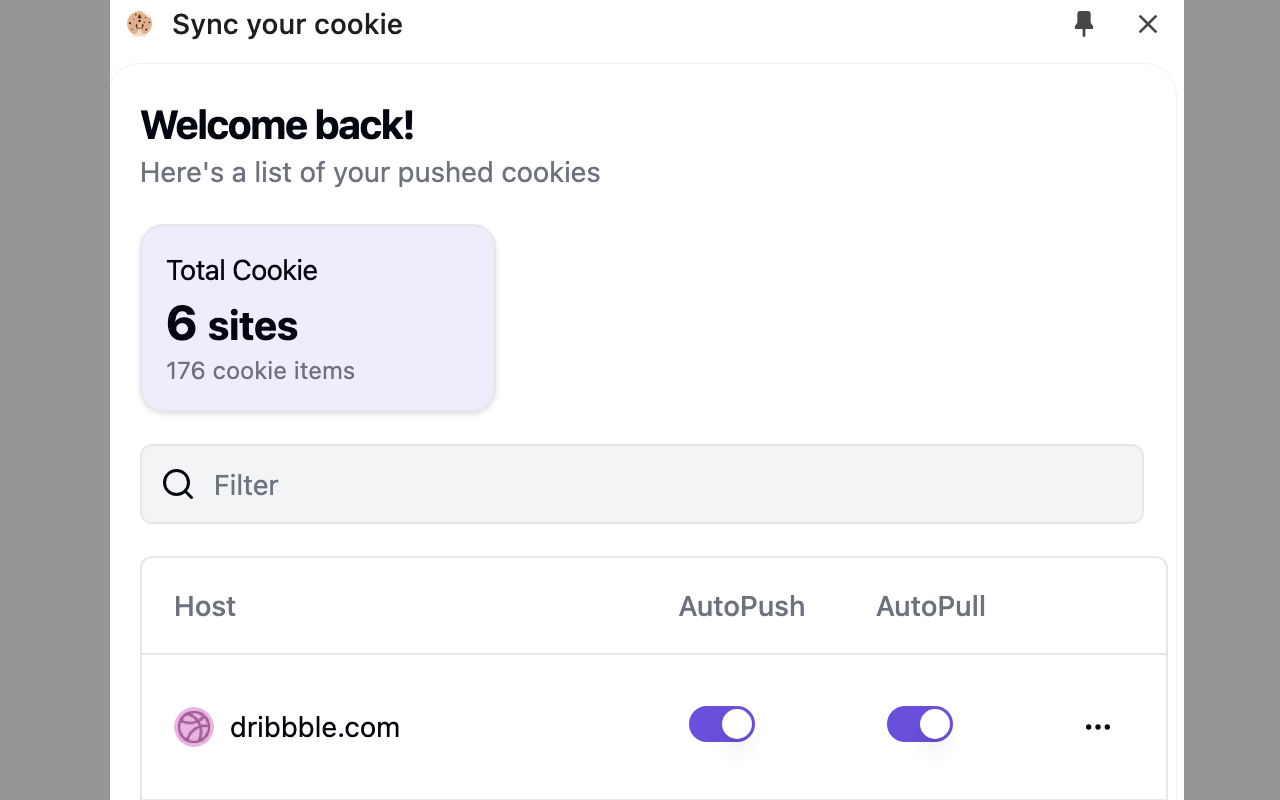 Sync your cookie
Welcome back!
Here's a list of your pushed cookies
Total Cookie
6 sites
176 cookie items
Filter
Host AutoPush AutoPull
dribbble.com